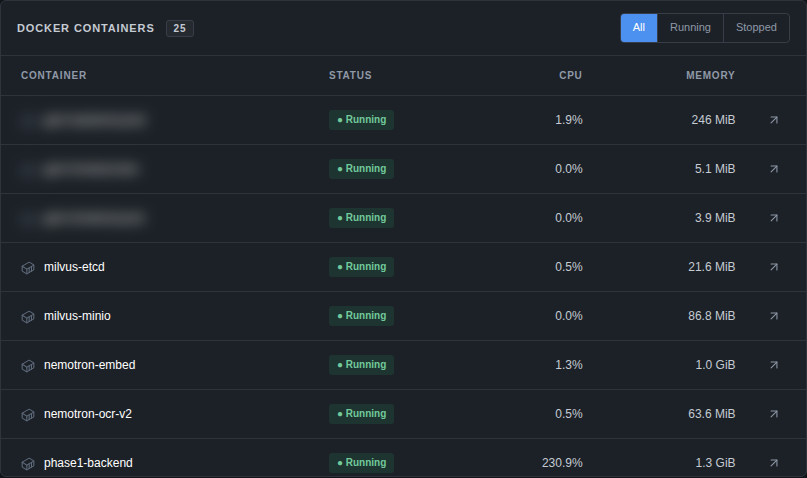 DOCKER CONTAINERS 25 All Running Stopped
CONTAINER STATUS CPU MEMORY
Running 1.9% 246 MiB
Running 0.0% 5.1 MiB
Running 0.0% 3.9 MiB
milvus-etcd Running 0.5% 21.6 MiB
milvus-minio Running 0.0% 86.8 MiB
nemotron-embed Running 1.3% 1.0 GiB
nemotron-ocr-v2 Running 0.5% 63.6 MiB
phase1-backend Running 230.9% 1.3 GiB